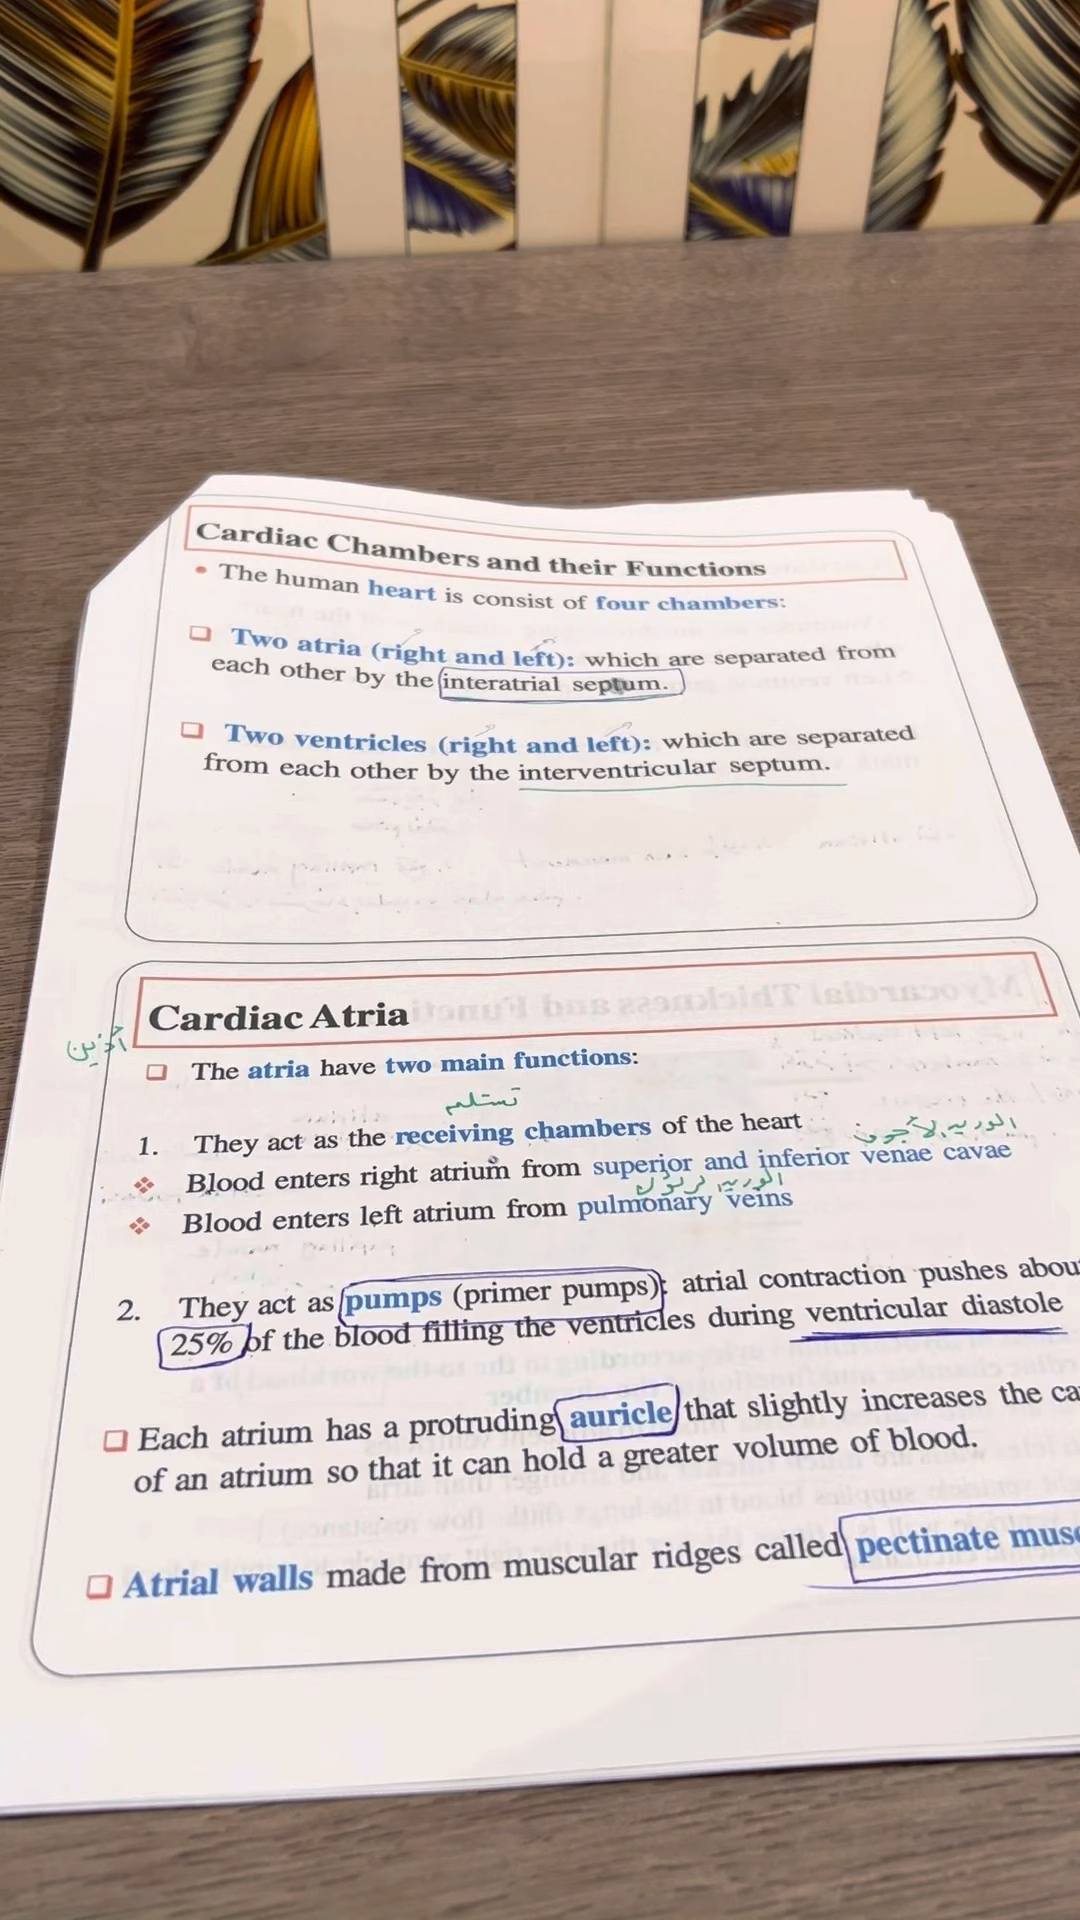 Cardiac Chambers and their Functions
• The human heart is consist of four chambers:
❑ Two atria (right and left): which are separated from
each other by the interatrial septum.
❑ Two ventricles (right and left): which are separated
from each other by the interventricular septum.
Cardiac Atria
أذين
❑ The atria have two main functions:
تستلم
1. They act as the receiving chambers of the heart
❖ Blood enters right atrium from superior and inferior venae cavae
❖ Blood enters left atrium from pulmonary veins
2. They act as pumps (primer pumps): atrial contraction pushes abou
25% of the blood filling the ventricles during ventricular diastole
❑ Each atrium has a protruding auricle that slightly increases the ca
of an atrium so that it can hold a greater volume of blood.
❑ Atrial walls made from muscular ridges called pectinate musc